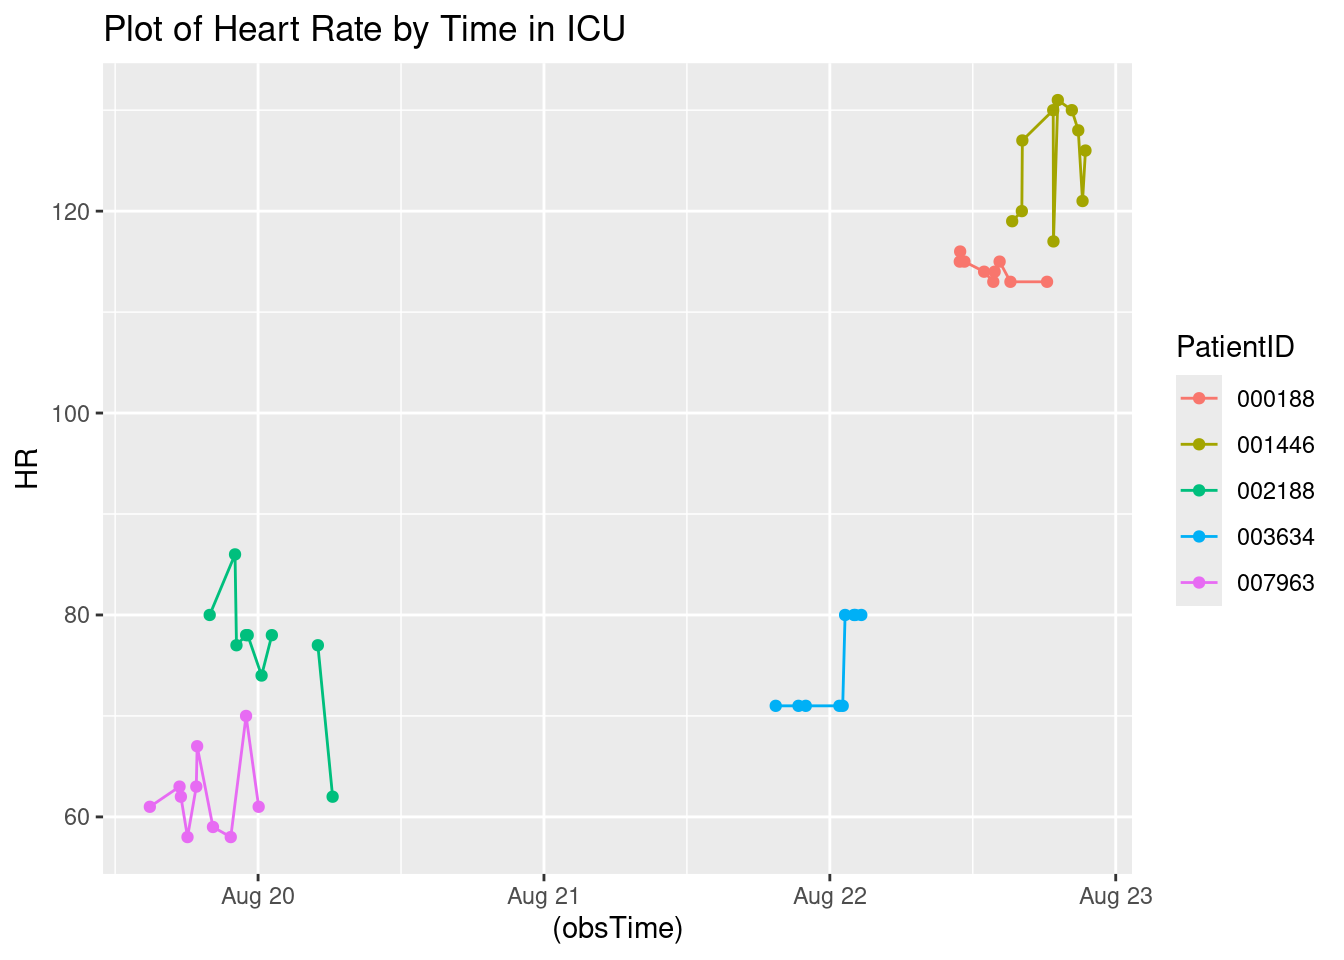 Plot of Heart Rate by Time in ICU
HR
120
100
80
60
Aug 20
Aug 21
Aug 22
Aug 23
(obsTime)
PatientID
000188
001446
002188
003634
007963